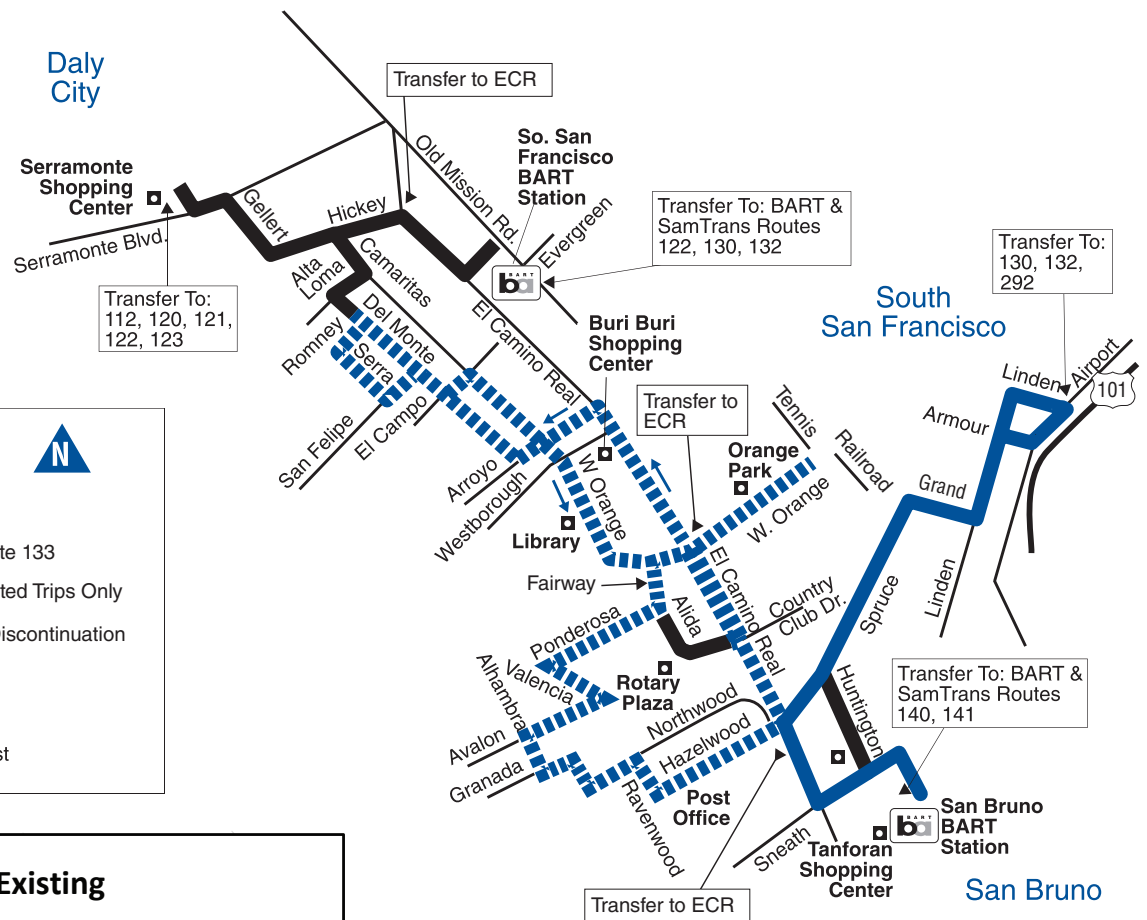 Daly
City
Transfer to ECR
Old Mission Rd.
So. San
Francisco
BART
Station
Evergreen
Serramonte
Shopping
Center
Serramonte Blvd.
Gellert
Hickey
Transfer To: BART &
SamTrans Routes
122, 130, 132
BART
ba
Transfer To:
130, 132,
292
Alta
Loma
Camaritas
Transfer To:
112, 120, 121,
122, 123
South
San Francisco
El Camino Real
Buri Buri
Shopping
Center
Del Monte
Romney
Serra
Linden
Airport
101
Armour
Transfer to
ECR
Tennis
Railroad
Orange
Park
W. Orange
San Felipe
El Campo
Arroyo
Westborough
W Orange
Library
Grand
N
te 133
ted Trips Only
Discontinuation
st
Fairway
El Camino Real
Country
Club Dr.
Alida
Ponderosa
Spruce
Linden
Alhambra
Valencia
Rotary
Plaza
Huntington
Transfer To: BART &
SamTrans Routes
140, 141
Avalon
Granada
Northwood
Hazelwood
Ravenwood
Post
Office
Sneath
Tanforan
Shopping
Center
BART
ba
San Bruno
BART
Station
San Bruno
Transfer to ECR
Existing